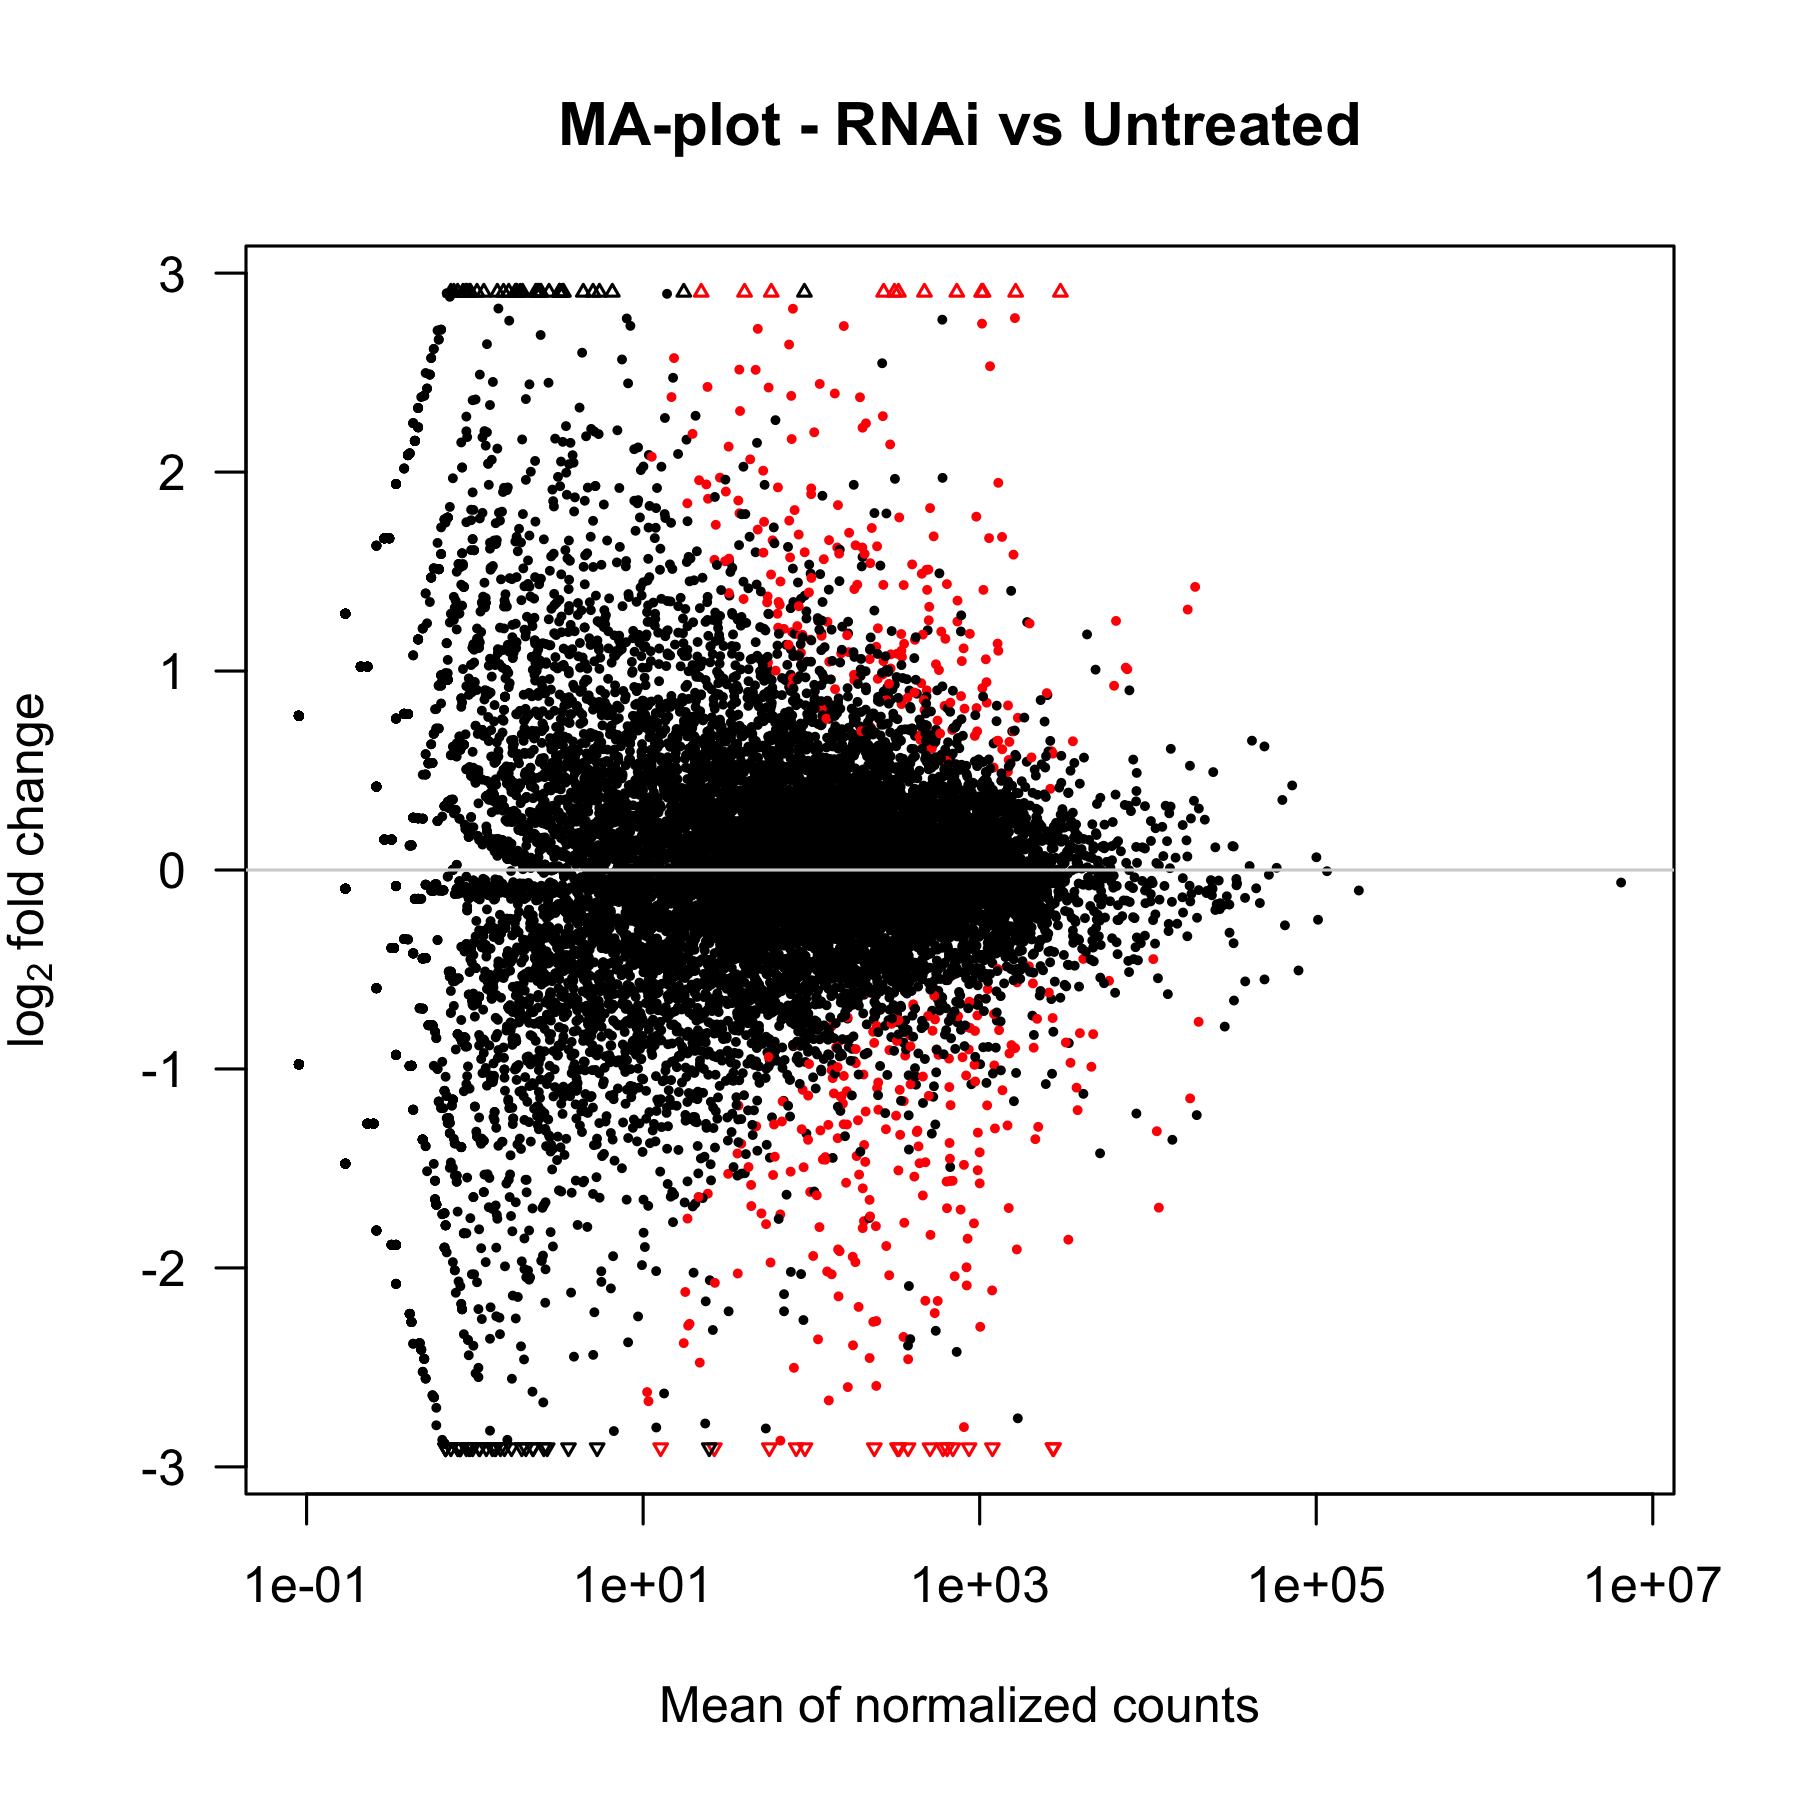 MA-plot - RNAi vs Untreated
log₂ fold change
3
2
1
0
-1
-2
-3
1e-01 1e+01 1e+03 1e+05 1e+07
Mean of normalized counts